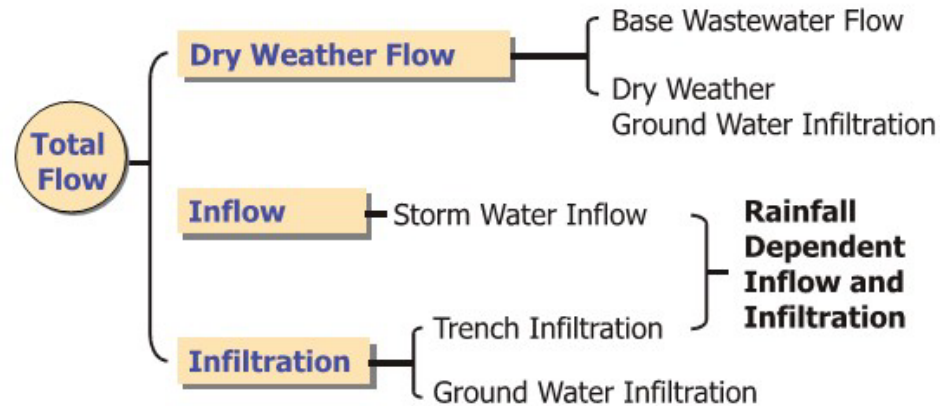 Total
Flow
Dry Weather Flow
Base Wastewater Flow
Dry Weather
Ground Water Infiltration
Inflow
Storm Water Inflow
Infiltration
Trench Infiltration
Ground Water Infiltration
Rainfall
Dependent
Inflow and
Infiltration